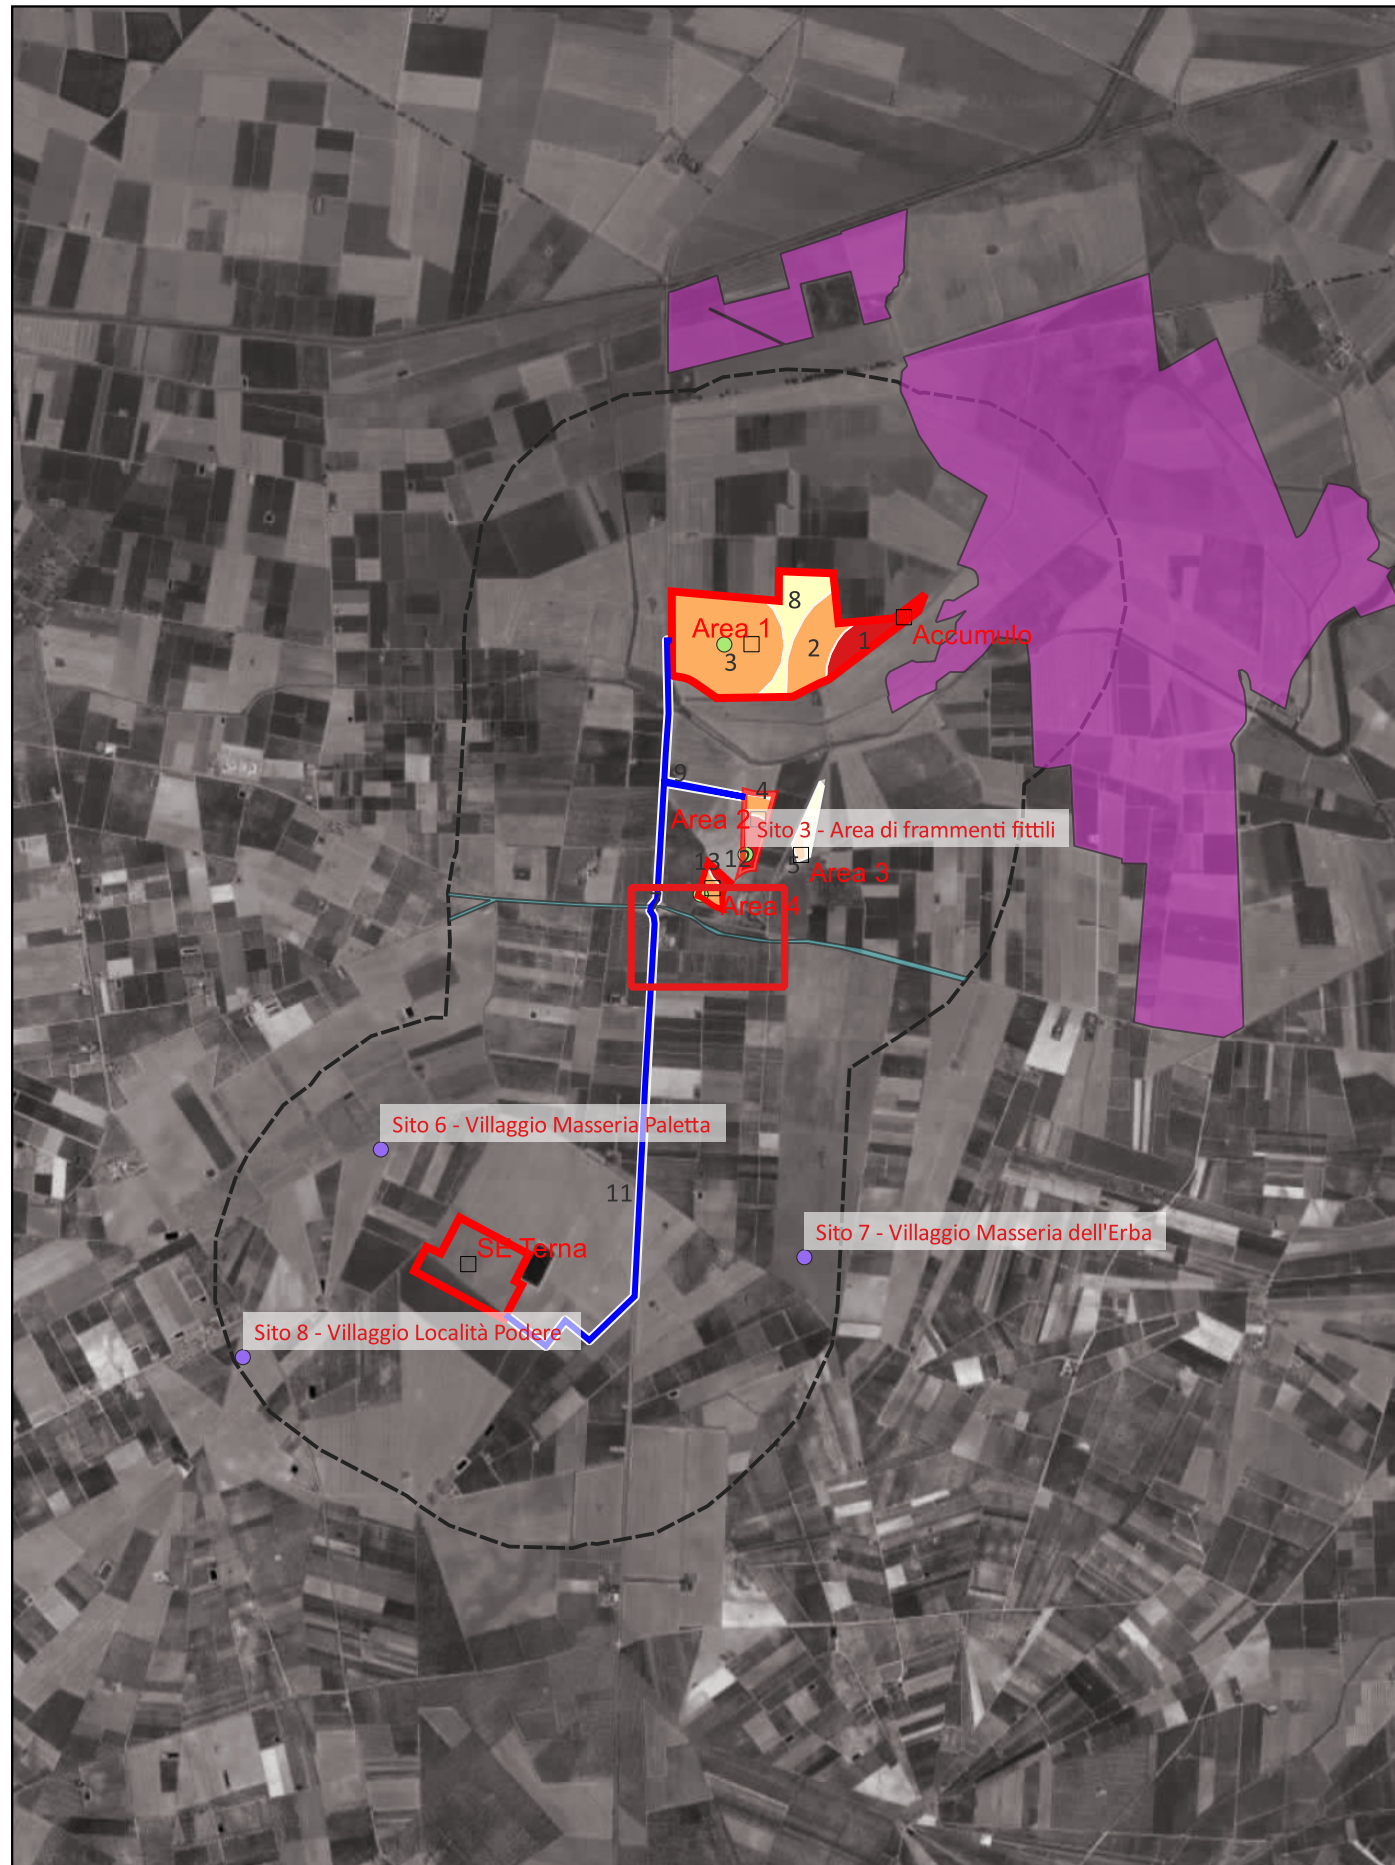 8
Area 1
2
1
Accumulo
3
9
4
Area 2
Sito 3 - Area di frammenti fittili
13
12
5
Area 3
Area 4
Sito 6 - Villaggio Masseria Paletta
11
Sito 7 - Villaggio Masseria dell'Erba
SE Terna
Sito 8 - Villaggio Località Podere